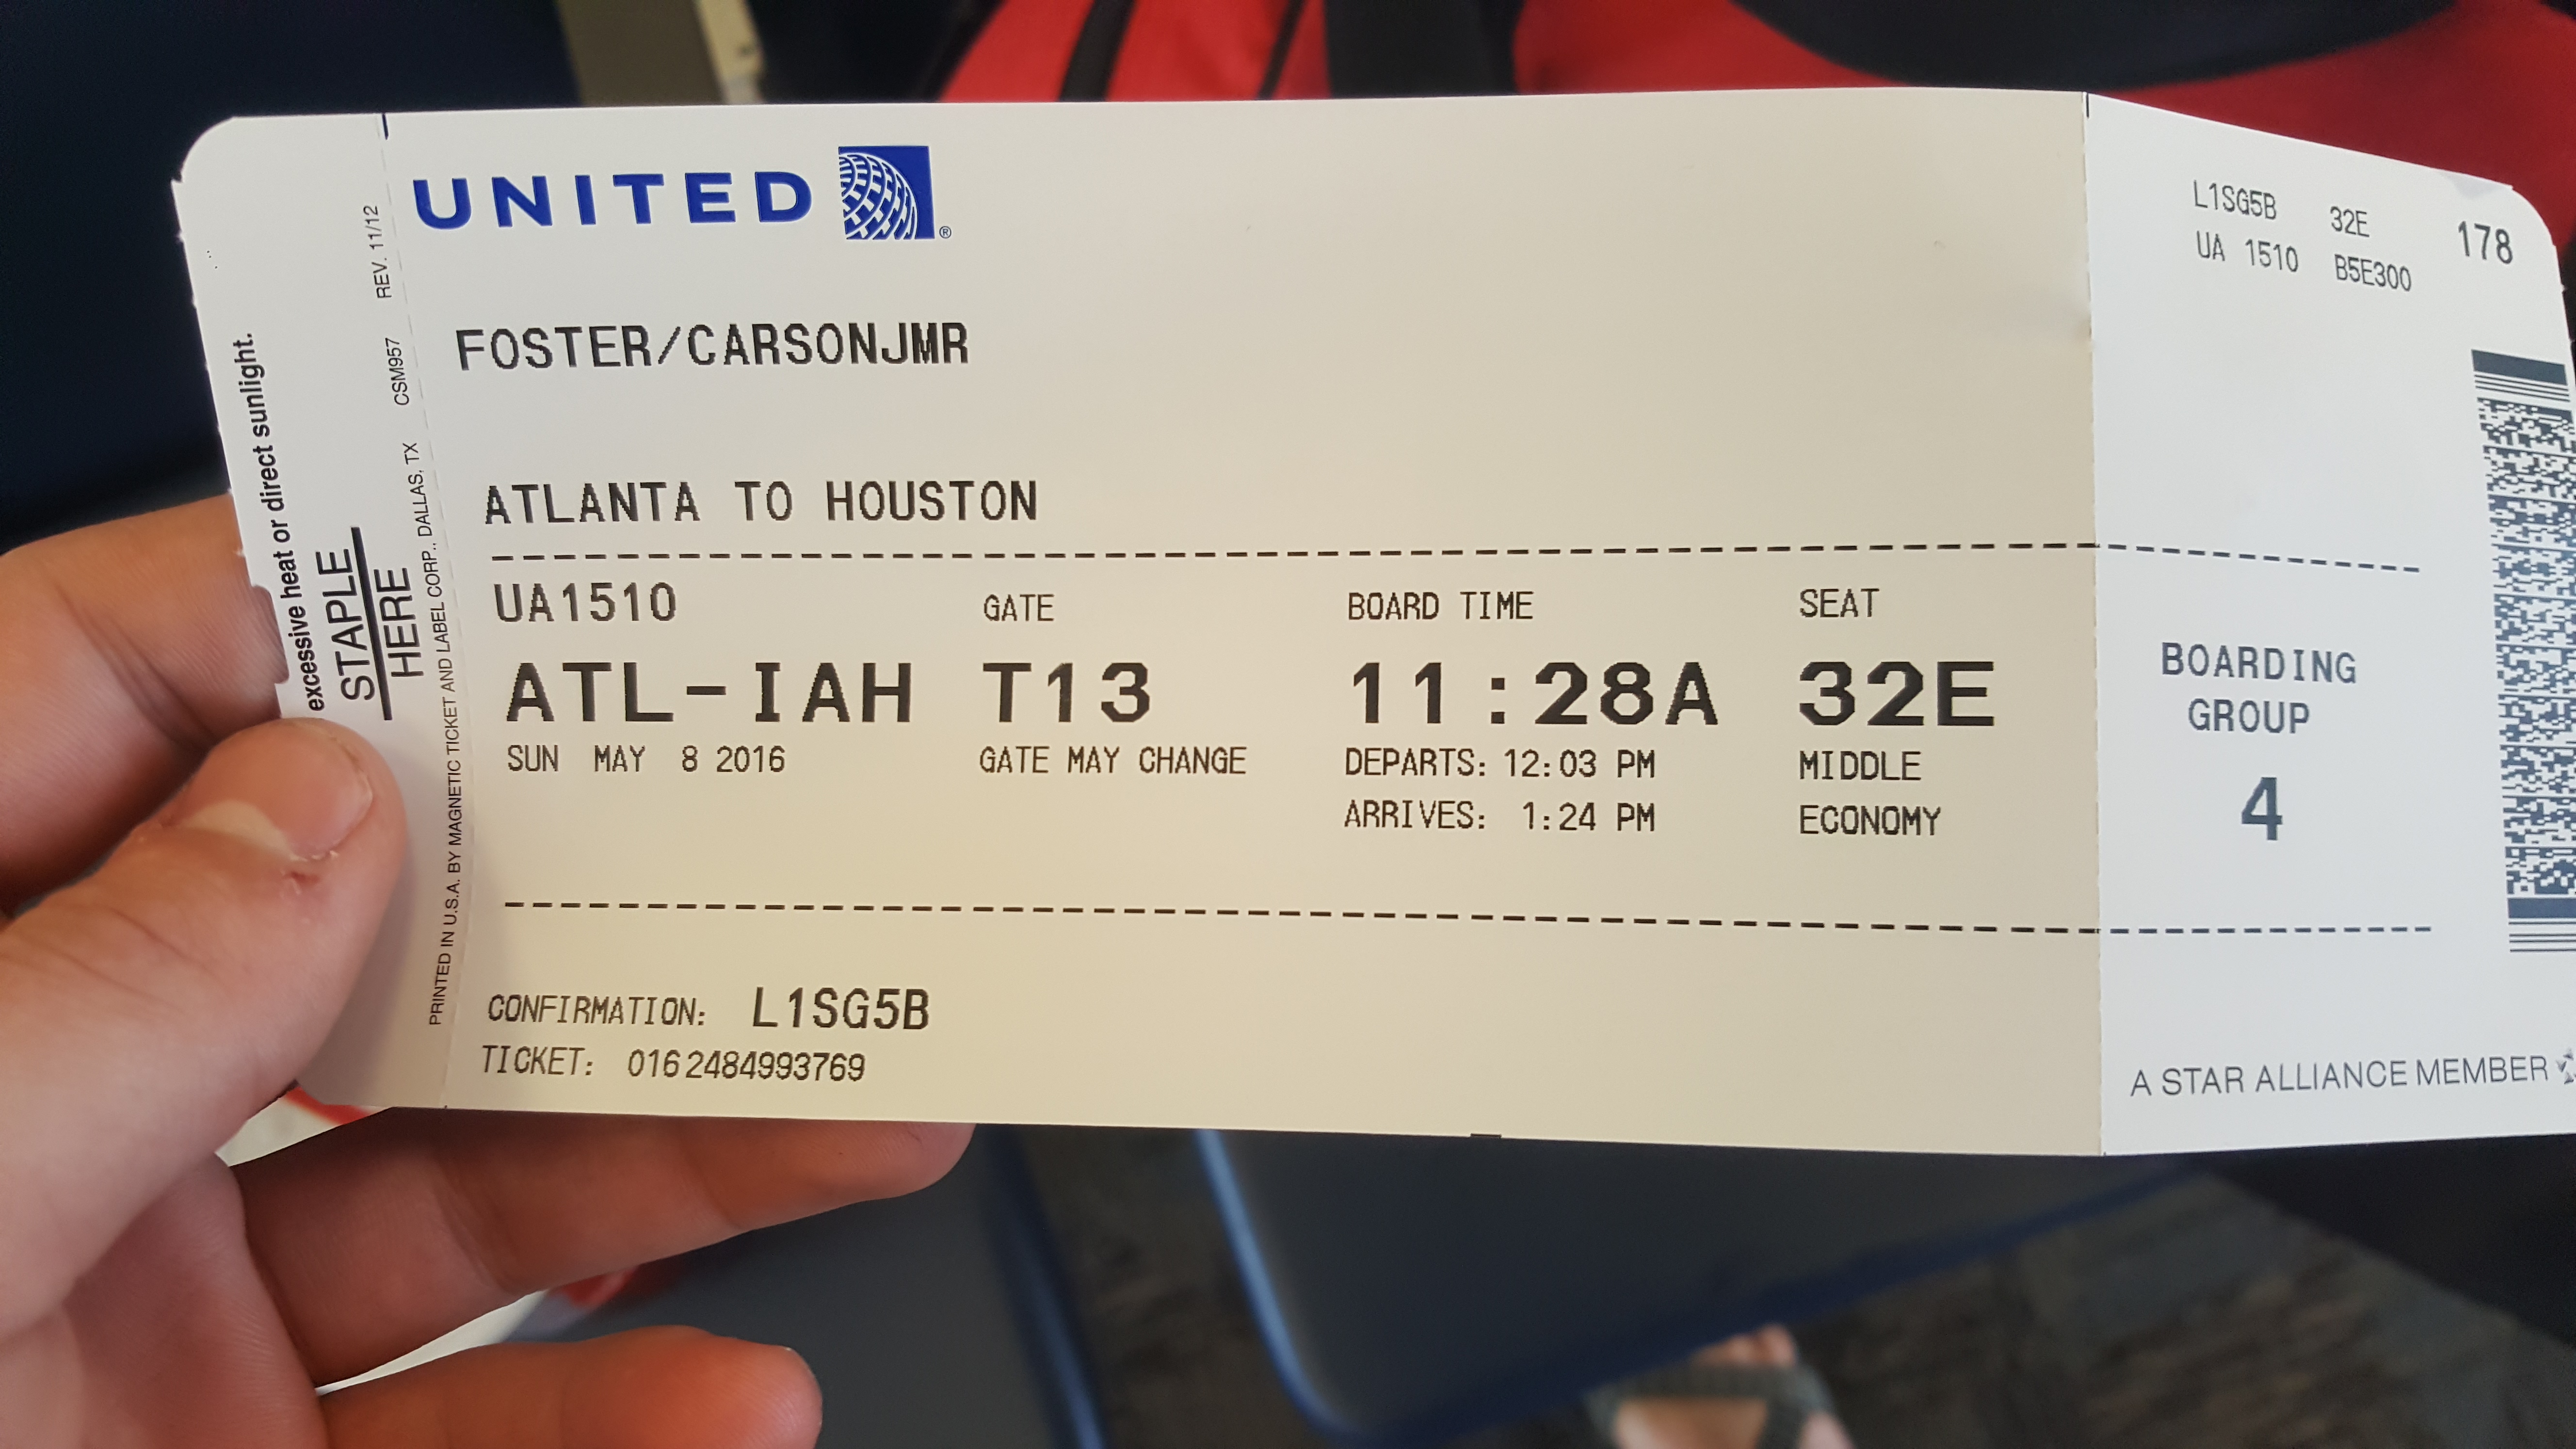 UNITED
®
FOSTER/CARSONJMR
ATLANTA TO HOUSTON
UA1510 GATE BOARD TIME SEAT
ATL-IAH T13 11:28A 32E
SUN MAY 8 2016 GATE MAY CHANGE DEPARTS: 12:03 PM MIDDLE
ARRIVES: 1:24 PM ECONOMY
CONFIRMATION: L1SG5B
TICKET: 016 2484993769
excessive heat or direct sunlight.
STAPLE
HERE
PRINTED IN U.S.A. BY MAGNETIC TICKET AND LABEL CORP., DALLAS, TX CSM957 REV. 11/12
L1SG5B 32E 178
UA 1510 B5E300
BOARDING
GROUP
4
A STAR ALLIANCE MEMBER